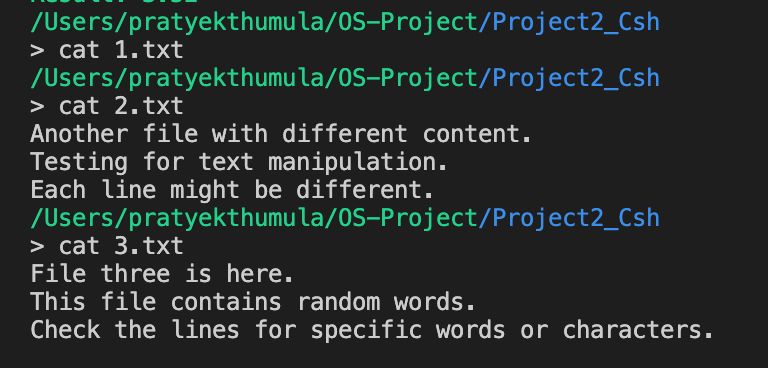 /Users/pratyekthumula/OS-Project/Project2_Csh
> cat 1.txt
/Users/pratyekthumula/OS-Project/Project2_Csh
> cat 2.txt
Another file with different content.
Testing for text manipulation.
Each line might be different.
/Users/pratyekthumula/OS-Project/Project2_Csh
> cat 3.txt
File three is here.
This file contains random words.
Check the lines for specific words or characters.